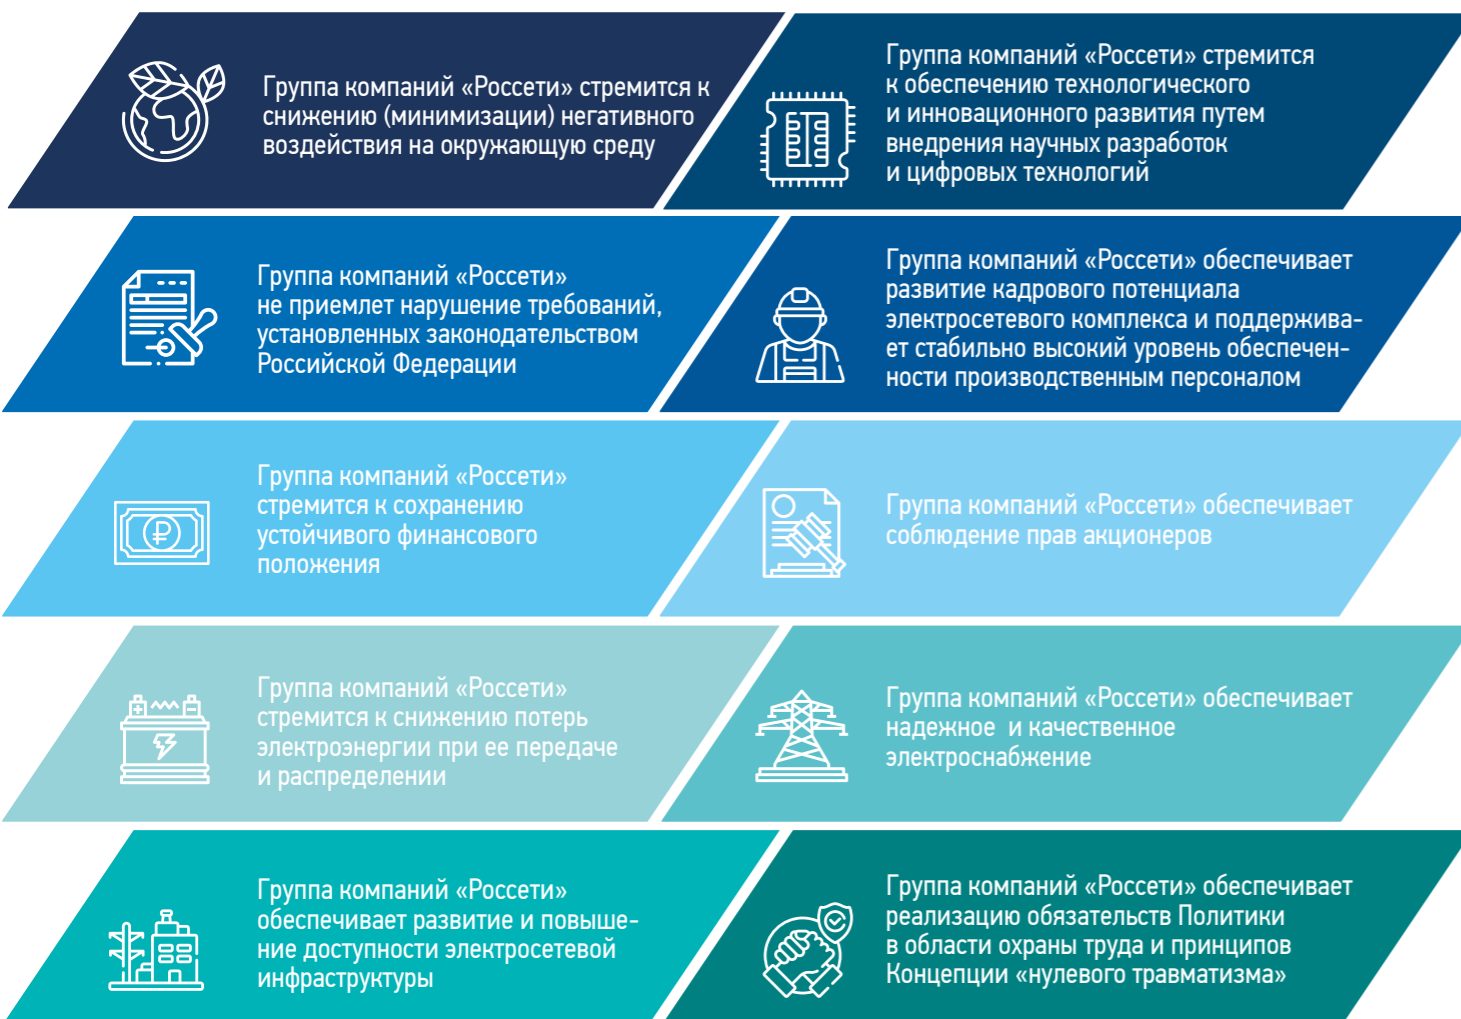 Группа компаний «Россети» стремится к
снижению (минимизации) негативного
воздействия на окружающую среду
Группа компаний «Россети» стремится
к обеспечению технологического
и инновационного развития путем
внедрения научных разработок
и цифровых технологий
Группа компаний «Россети»
не приемлет нарушение требований,
установленных законодательством
Российской Федерации
Группа компаний «Россети» обеспечивает
развитие кадрового потенциала
электросетевого комплекса и поддержива-
ет стабильно высокий уровень обеспечен-
ности производственным персоналом
Группа компаний «Россети»
стремится к сохранению
устойчивого финансового
положения
Группа компаний «Россети» обеспечивает
соблюдение прав акционеров
Группа компаний «Россети»
стремится к снижению потерь
электроэнергии при ее передаче
и распределении
Группа компаний «Россети» обеспечивает
надежное и качественное
электроснабжение
Группа компаний «Россети»
обеспечивает развитие и повыше-
ние доступности электросетевой
инфраструктуры
Группа компаний «Россети» обеспечивает
реализацию обязательств Политики
в области охраны труда и принципов
Концепции «нулевого травматизма»